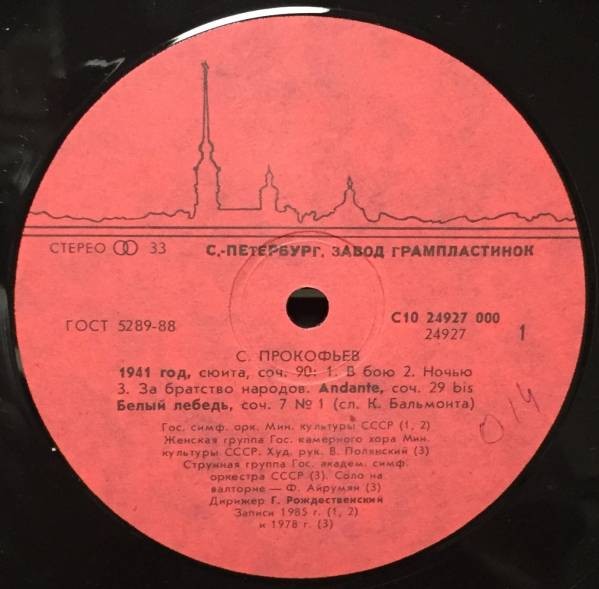 СТЕРЕО 33
С.-ПЕТЕРБУРГ. ЗАВОД ГРАМПЛАСТИНОК
ГОСТ 5289-88
С10 24927 000
24927
1
С. ПРОКОФЬЕВ
1941 год, сюита, соч. 90: 1. В бою 2. Ночью
3. За братство народов. Andante, соч. 29 bis
Белый лебедь, соч. 7 № 1 (сл. К. Бальмонта)
Гос. симф. орк. Мин. культуры СССР (1, 2)
Женская группа Гос. камерного хора Мин.
культуры СССР. Худ. рук. В. Полянский (3)
Струнная группа Гос. академ. симф.
оркестра СССР (3). Соло на
валторне — Ф. Айрумян (3)
Дирижер Г. Рождественский
Записи 1985 г. (1, 2)
и 1978 г. (3)